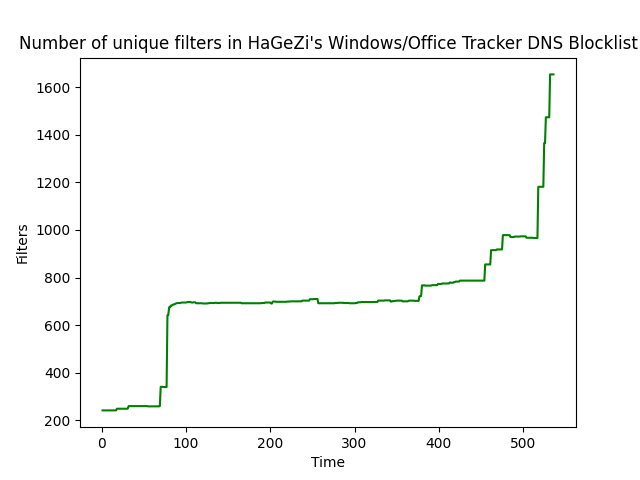 Number of unique filters in HaGeZi's Windows/Office Tracker DNS Blocklist
1600
1400
1200
1000
800
600
400
200
Filters
0 100 200 300 400 500
Time